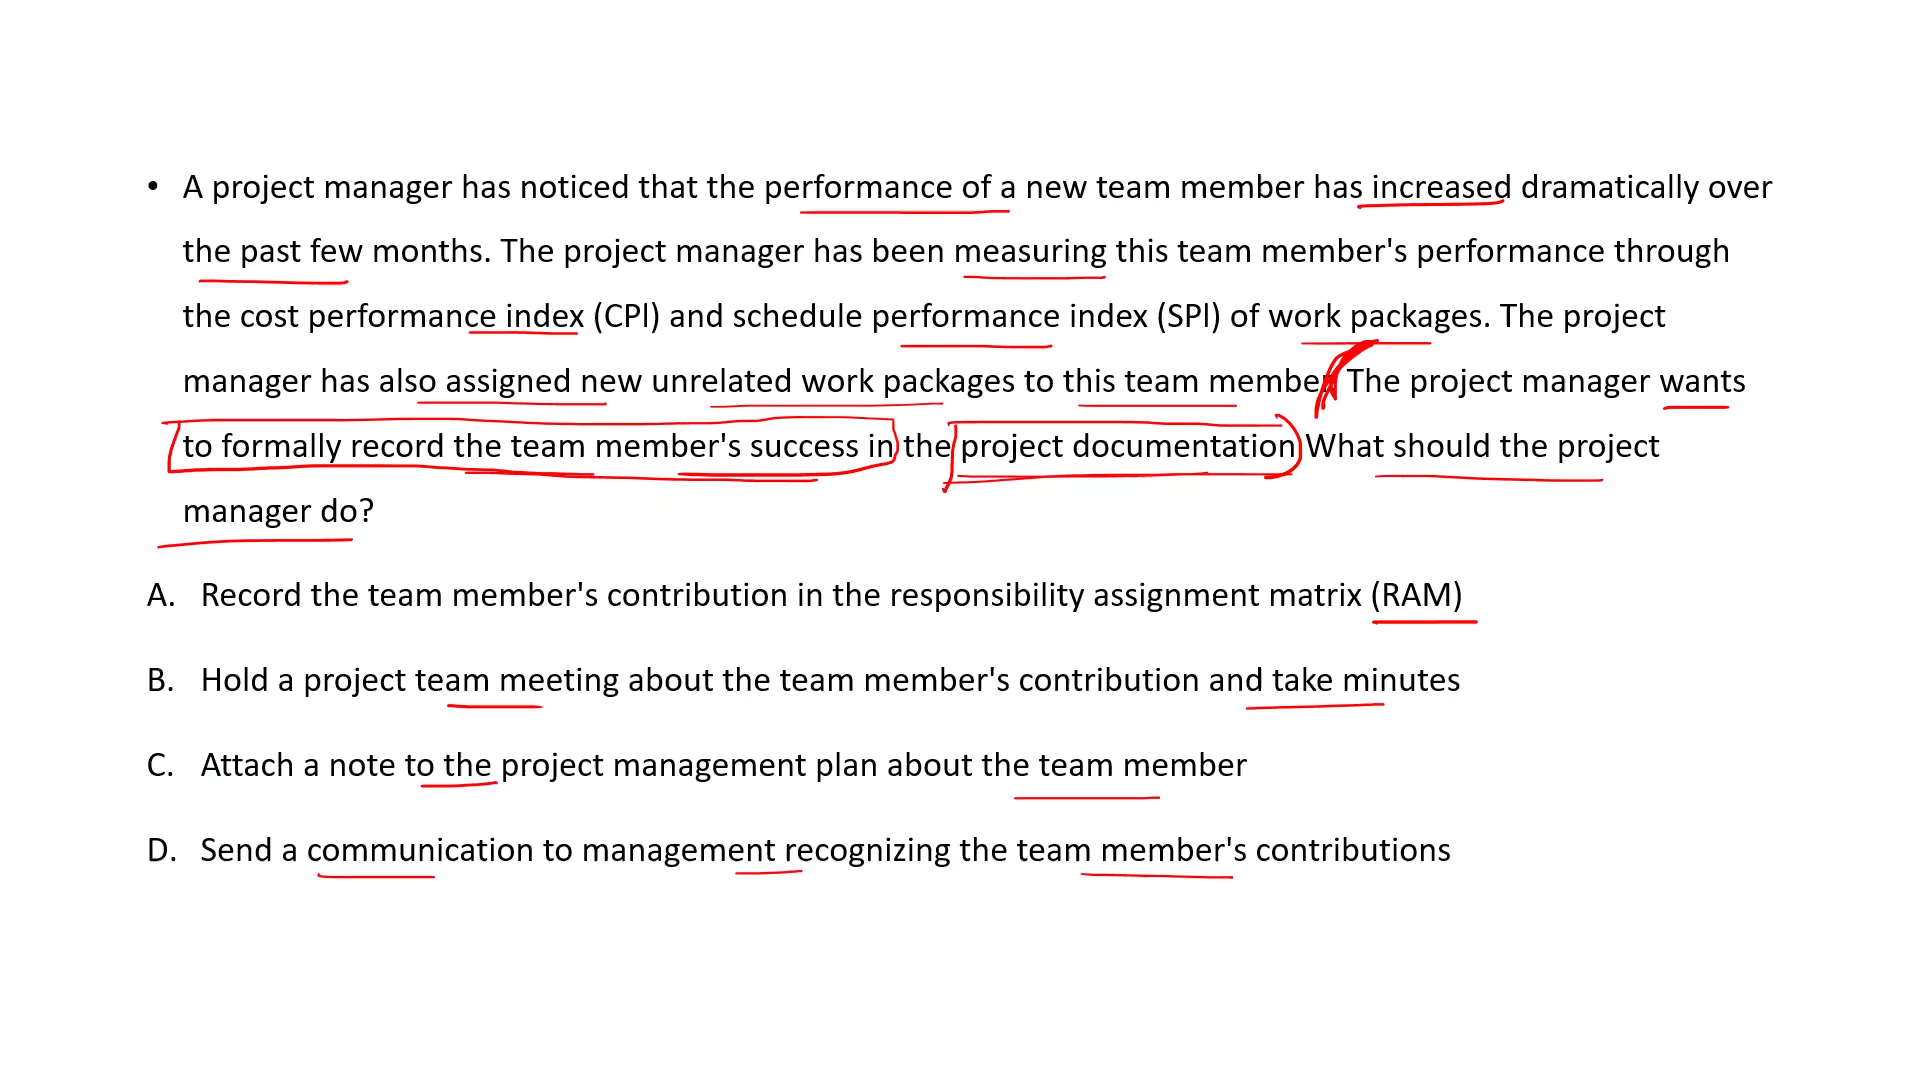 • A project manager has noticed that the performance of a new team member has increased dramatically over
the past few months. The project manager has been measuring this team member's performance through
the cost performance index (CPl) and schedule performance index (SPl) of work packages. The project
manager has also assigned new unrelated work packages to this team member. The project manager wants
to formally record the team member's success in the project documentation What should the project
manager do?
A. Record the team member's contribution in the responsibility assignment matrix (RAM)
B. Hold a project team meeting about the team member's contribution and take minutes
C. Attach a note to the project management plan about the team member
D. Send a communication to management recognizing the team member's contributions